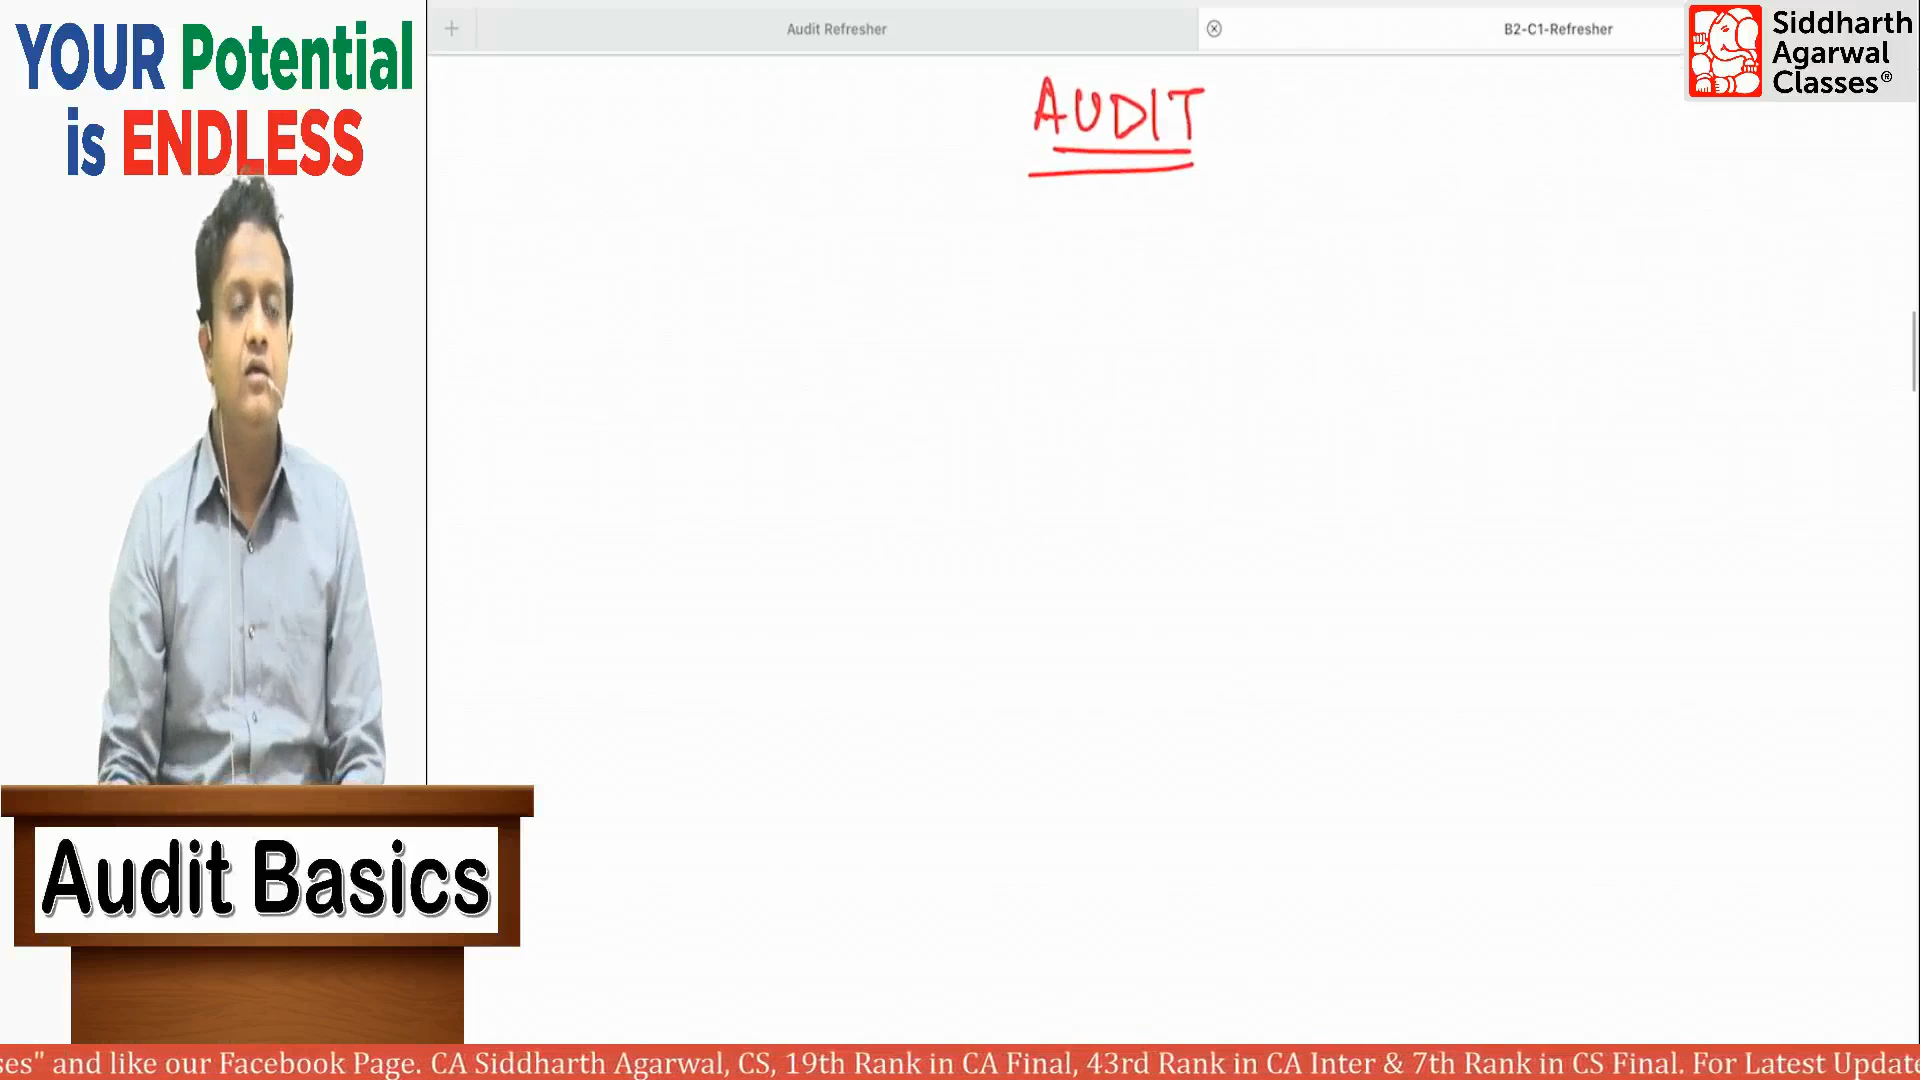 YOUR Potential
is ENDLESS
Audit Refresher
B2-C1-Refresher
Siddharth
Agarwal
Classes®
AUDIT
Audit Basics
ses" and like our Facebook Page. CA Siddharth Agarwal, CS, 19th Rank in CA Final, 43rd Rank in CA Inter & 7th Rank in CS Final. For Latest Update